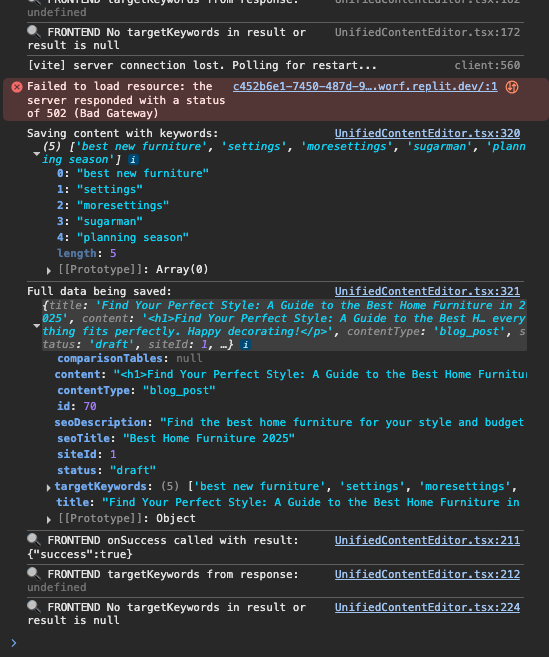 FRONTEND targetKeywords from response: UnifiedContentEditor.tsx:162
undefined
FRONTEND No targetKeywords in result or UnifiedContentEditor.tsx:172
result is null
[vite] server connection lost. Polling for restart... client:560
Failed to load resource: the c452b6e1-7450-487d-9….worf.replit.dev/:1
server responded with a status
of 502 (Bad Gateway)
Saving content with keywords: UnifiedContentEditor.tsx:320
(5) ['best new furniture', 'settings', 'moresettings', 'sugarman', 'plann
ing season'] i
0: "best new furniture"
1: "settings"
2: "moresettings"
3: "sugarman"
4: "planning season"
length: 5
[[Prototype]]: Array(0)
Full data being saved: UnifiedContentEditor.tsx:321
{title: 'Find Your Perfect Style: A Guide to the Best Home Furniture in 2
025', content: '<h1>Find Your Perfect Style: A Guide to the Best H… every
thing fits perfectly. Happy decorating!</p>', contentType: 'blog_post', s
tatus: 'draft', siteId: 1, …} i
comparisonTables: null
content: "<h1>Find Your Perfect Style: A Guide to the Best Home Furnitur
contentType: "blog_post"
id: 70
seoDescription: "Find the best home furniture for your style and budget
seoTitle: "Best Home Furniture 2025"
siteId: 1
status: "draft"
targetKeywords: (5) ['best new furniture', 'settings', 'moresettings',
title: "Find Your Perfect Style: A Guide to the Best Home Furniture in
[[Prototype]]: Object
FRONTEND onSuccess called with result: UnifiedContentEditor.tsx:211
{"success":true}
FRONTEND targetKeywords from response: UnifiedContentEditor.tsx:212
undefined
FRONTEND No targetKeywords in result or UnifiedContentEditor.tsx:224
result is null
>